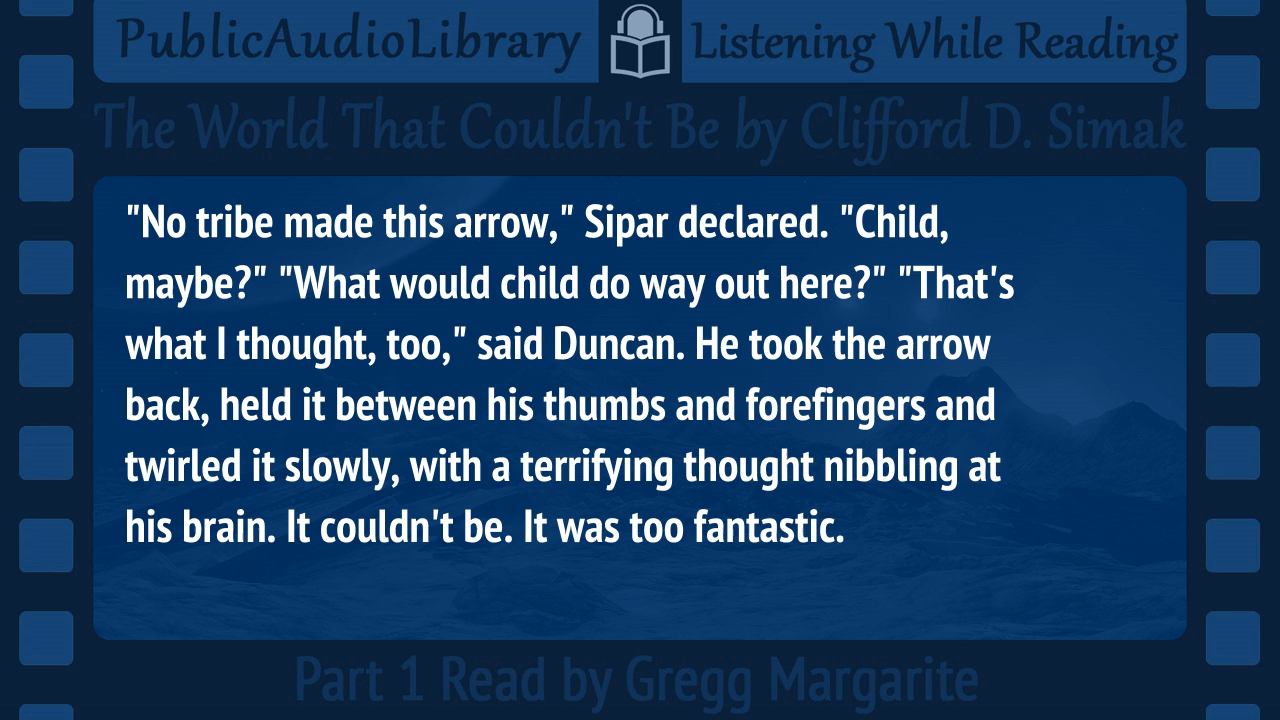 PublicAudioLibrary Listening While Reading
The World That Couldn't Be by Clifford D. Simak
"No tribe made this arrow," Sipar declared. "Child,
maybe?" "What would child do way out here?" "That's
what I thought, too," said Duncan. He took the arrow
back, held it between his thumbs and forefingers and
twirled it slowly, with a terrifying thought nibbling at
his brain. It couldn't be. It was too fantastic.
Part 1 Read by Gregg Margarite